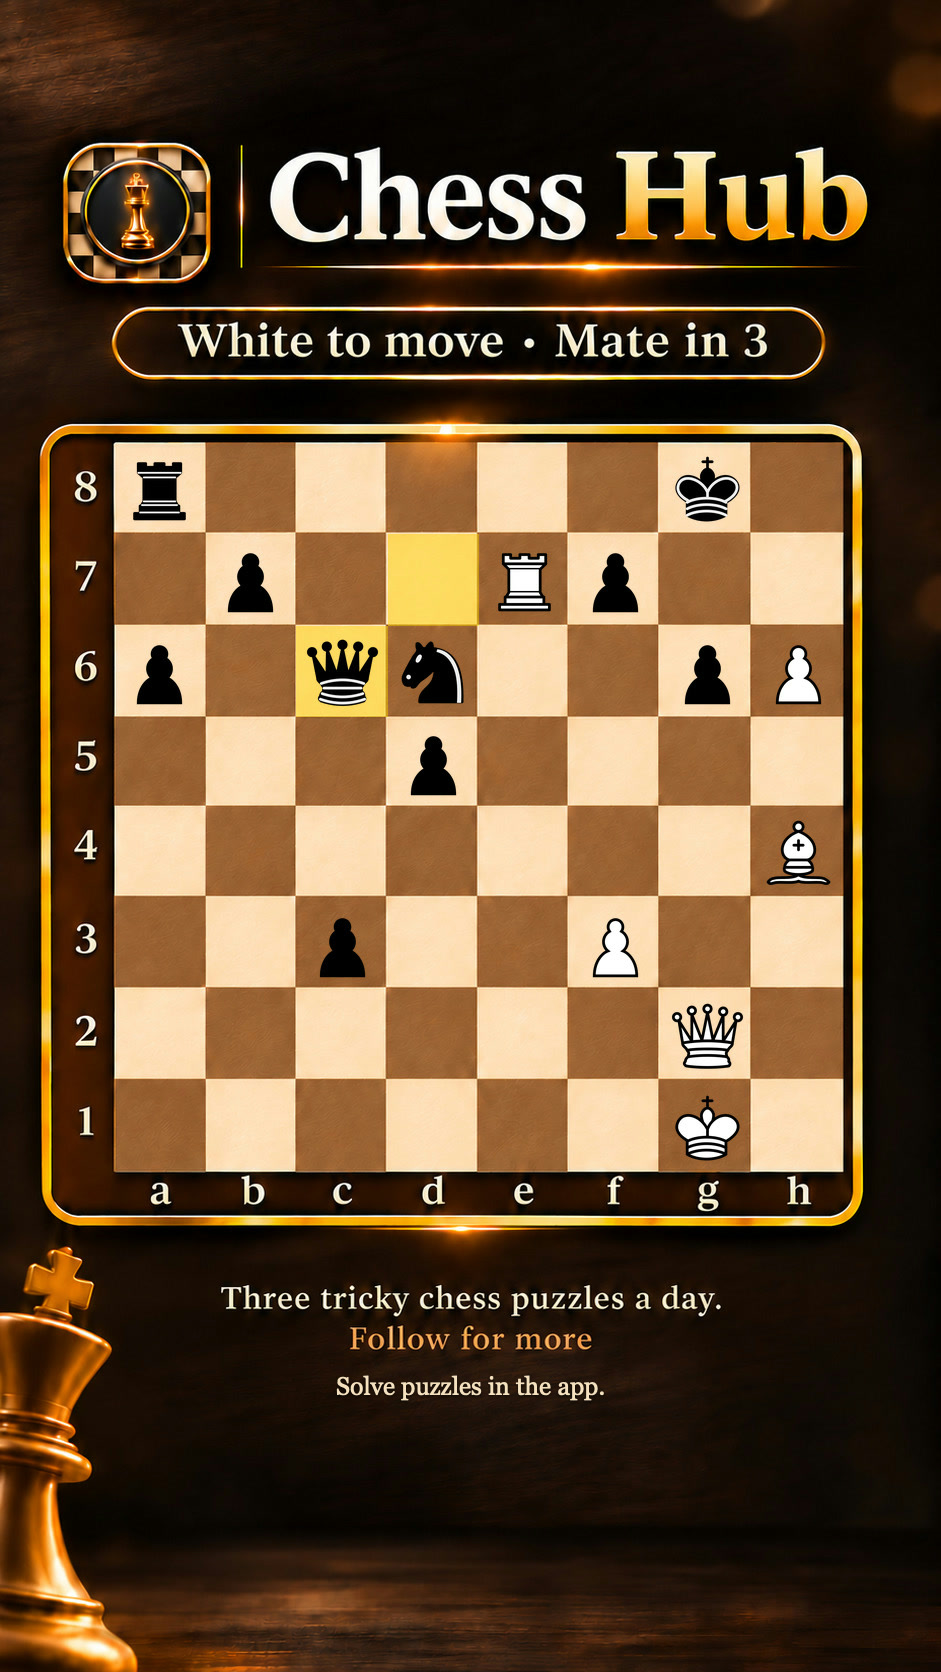 Chess Hub
White to move • Mate in 3
8
7
6
5
4
3
2
1
a b c d e f g h
Three tricky chess puzzles a day.
Follow for more
Solve puzzles in the app.